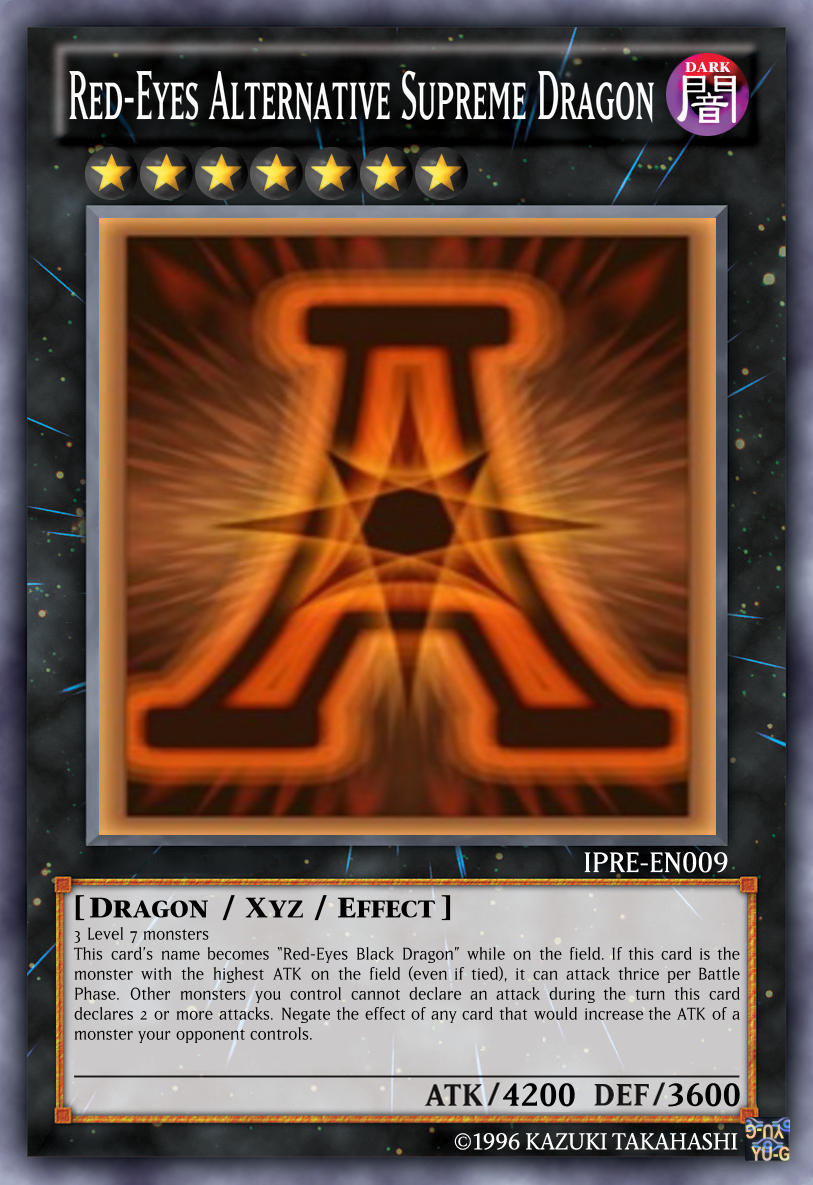 Red-Eyes Alternative Supreme Dragon
DARK
闇
A
IPRE-EN009
[ Dragon / Xyz / Effect ]
3 Level 7 monsters
This card's name becomes "Red-Eyes Black Dragon" while on the field. If this card is the
monster with the highest ATK on the field (even if tied), it can attack thrice per Battle
Phase. Other monsters you control cannot declare an attack during the turn this card
declares 2 or more attacks. Negate the effect of any card that would increase the ATK of a
monster your opponent controls.
ATK/4200 DEF/3600
©1996 KAZUKI TAKAHASHI
YU-G
YU-G